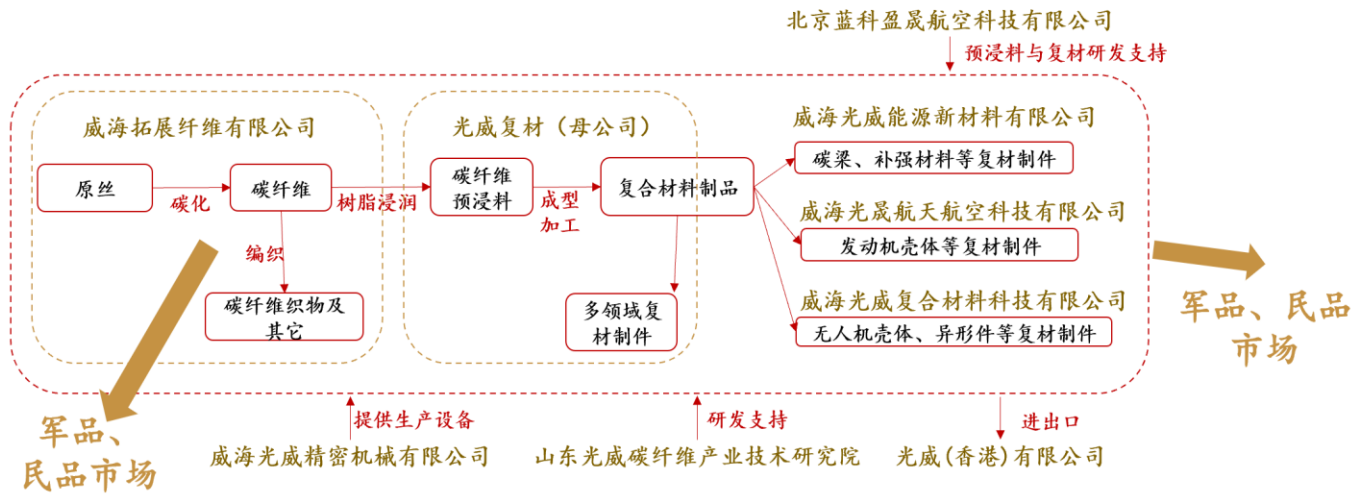 北京蓝科盈晟航空科技有限公司
预浸料与复材研发支持
威海拓展纤维有限公司
原丝
碳化
碳纤维
树脂浸润
编织
碳纤维织物及
其它
光威复材（母公司）
碳纤维
预浸料
成型
加工
复合材料制品
多领域复
材制件
威海光威能源新材料有限公司
碳梁、补强材料等复材制件
威海光晟航天航空科技有限公司
发动机壳体等复材制件
威海光威复合材料科技有限公司
无人机壳体、异形件等复材制件
军品、民品
市场
军品、
民品市场
提供生产设备
威海光威精密机械有限公司
研发支持
山东光威碳纤维产业技术研究院
进出口
光威(香港)有限公司